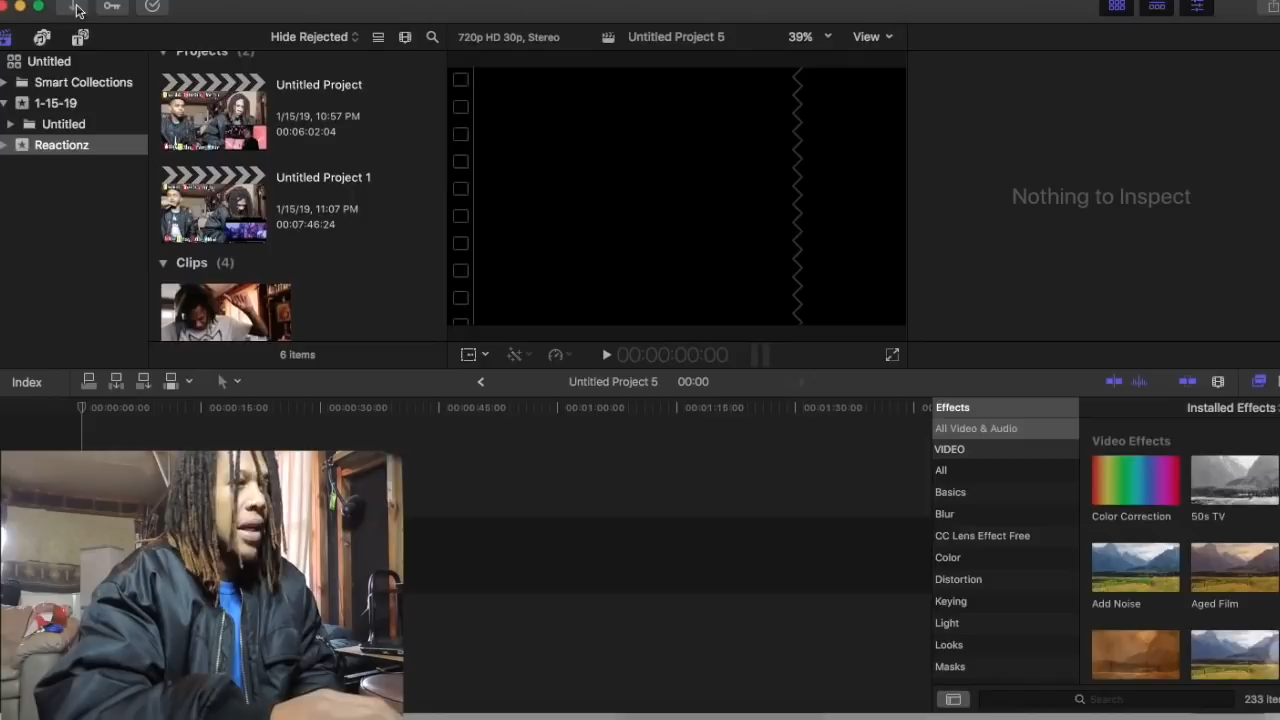 Hide Rejected
720p HD 30p, Stereo
Untitled Project 5
39%
View
Untitled
Smart Collections
1-15-19
Untitled
Reactionz
Projects (2)
Untitled Project
1/15/19, 10:57 PM
00:06:02:04
Untitled Project 1
1/15/19, 11:07 PM
00:07:46:24
Clips (4)
6 items
Nothing to Inspect
00:00:00:00
Index
Untitled Project 5
00:00
00:00:00:00
00:00:15:00
00:00:30:00
00:00:45:00
00:01:00:00
00:01:15:00
00:01:30:00
Effects
All Video & Audio
VIDEO
All
Basics
Blur
CC Lens Effect Free
Color
Distortion
Keying
Light
Looks
Masks
Installed Effects
Video Effects
Color Correction
50s TV
Add Noise
Aged Film
Search
233